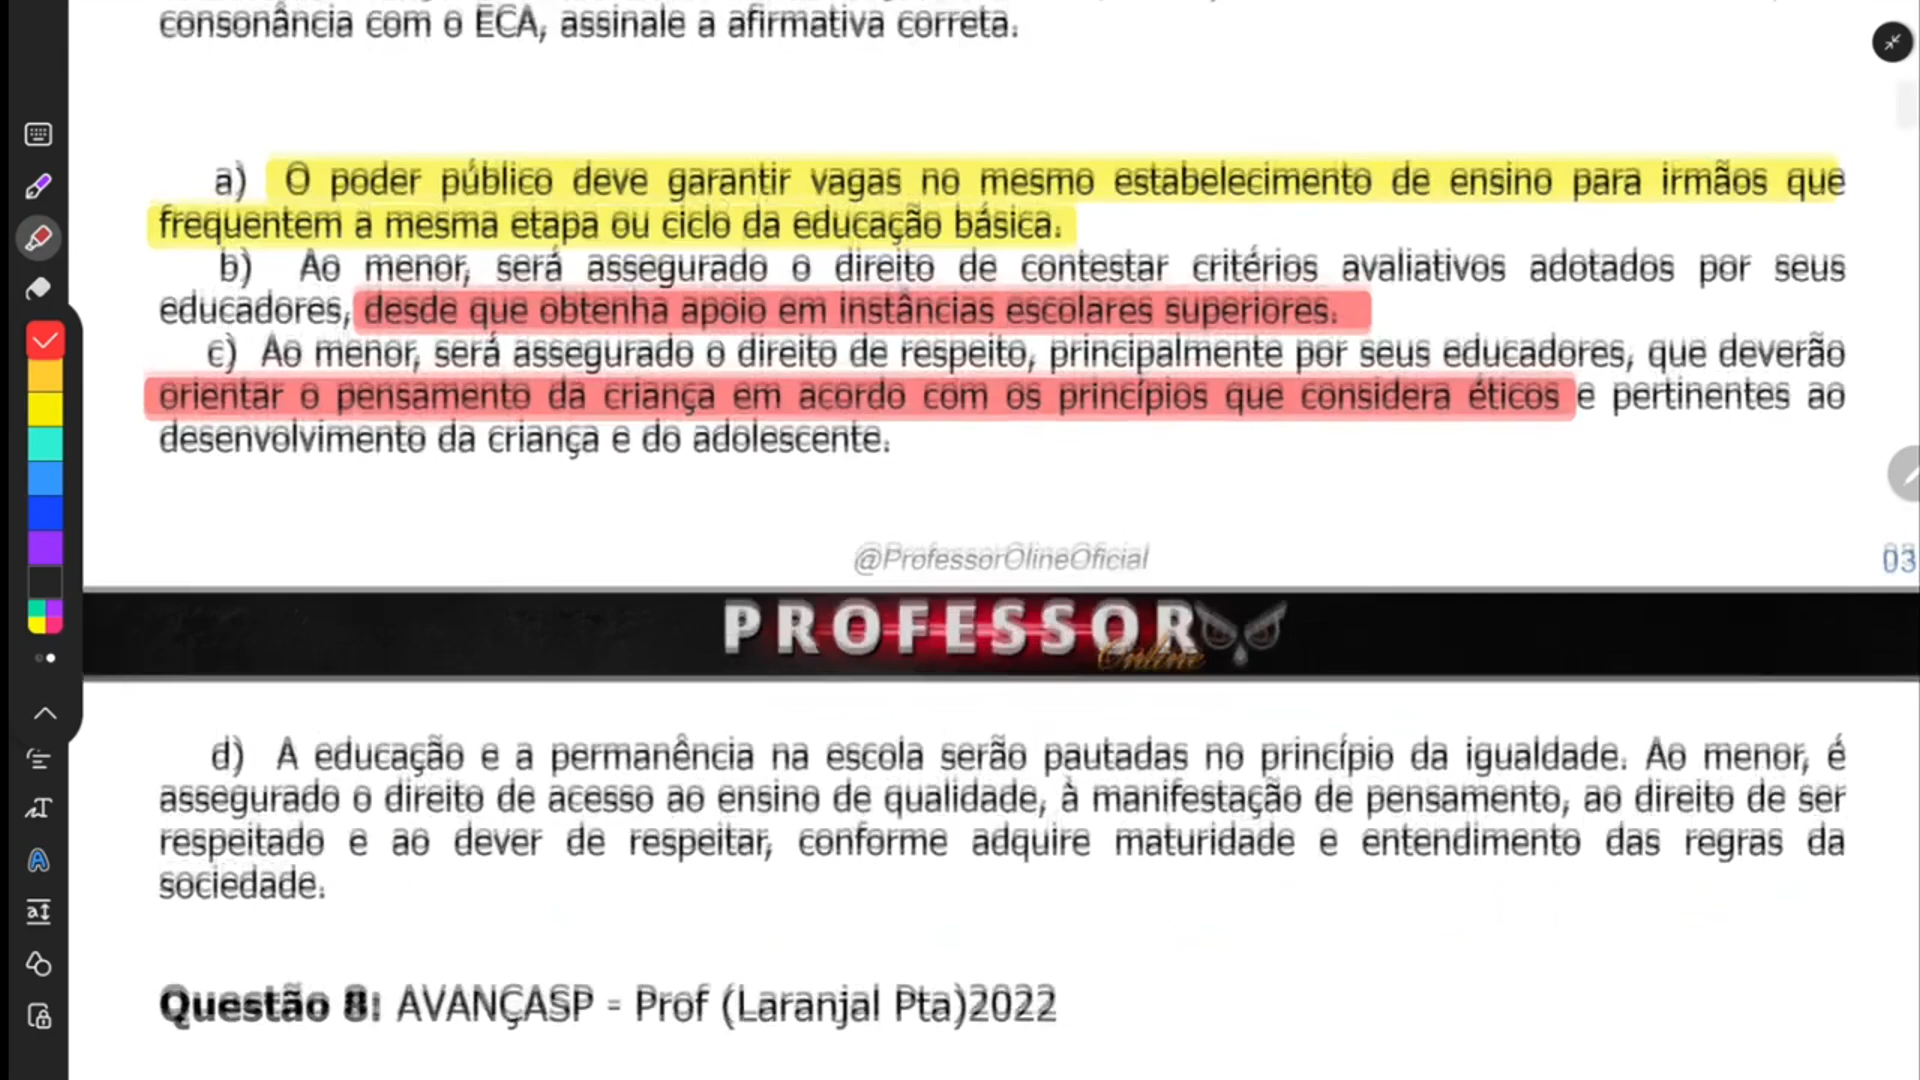 consonância com o ECA, assinale a afirmativa correta.
a) O poder público deve garantir vagas no mesmo estabelecimento de ensino para irmãos que
frequentem a mesma etapa ou ciclo da educação básica.
b) Ao menor, será assegurado o direito de contestar critérios avaliativos adotados por seus
educadores, desde que obtenha apoio em instâncias escolares superiores.
c) Ao menor, será assegurado o direito de respeito, principalmente por seus educadores, que deverão
orientar o pensamento da criança em acordo com os princípios que considera éticos e pertinentes ao
desenvolvimento da criança e do adolescente.
@ProfessorOlineOficial
PROFESSOR
Online
d) A educação e a permanência na escola serão pautadas no princípio da igualdade. Ao menor, é
assegurado o direito de acesso ao ensino de qualidade, à manifestação de pensamento, ao direito de ser
respeitado e ao dever de respeitar, conforme adquire maturidade e entendimento das regras da
sociedade.
Questão 8: AVANÇASP - Prof (Laranjal Pta)2022